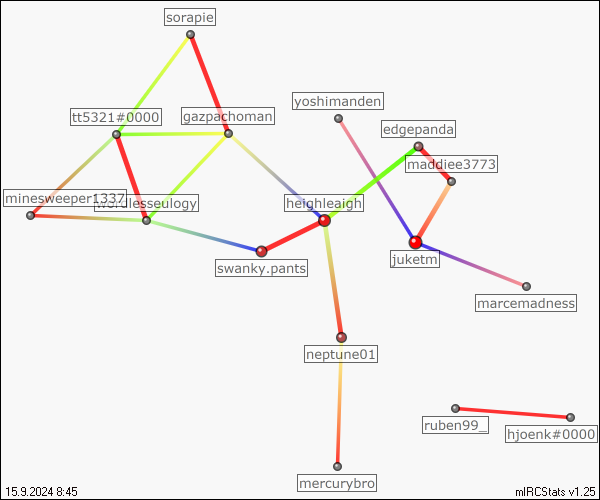 sorapie
yoshimanden
tt5321#0000
gazpachoman
edgepanda
maddiee3773
minesweeper1337
wordlesseulogy
heighleaigh
juketm
swanky.pants
marcemadness
neptune01
ruben99_
hjoenk#0000
mercurybro
15.9.2024 8:45
mIRCStats v1.25